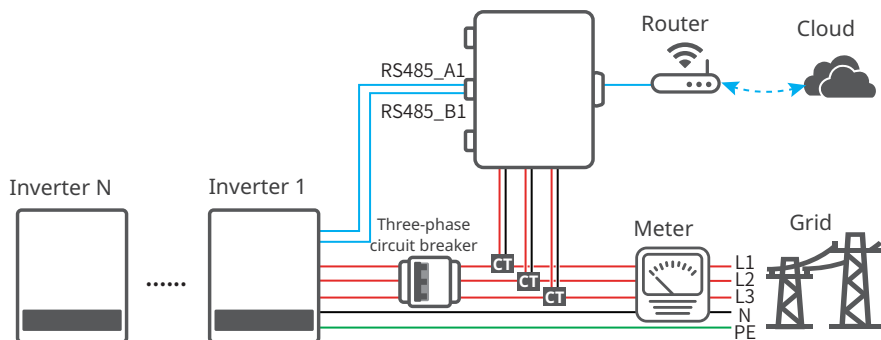 Router
Cloud
RS485_A1
RS485_B1
Inverter N
Inverter 1
......
Three-phase
circuit breaker
Meter
Grid
CT
CT
CT
L1
L2
L3
N
PE